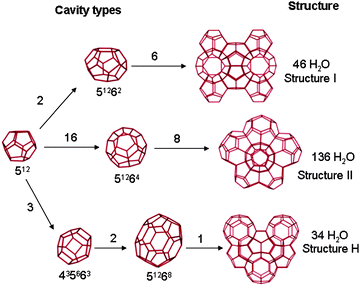 Cavity types
Structure
6
46 H₂O
Structure I
2
5¹²6²
16
8
136 H₂O
Structure II
5¹²
5¹²6⁴
3
2
1
34 H₂O
Structure H
4³5⁶6³
5¹²6⁸